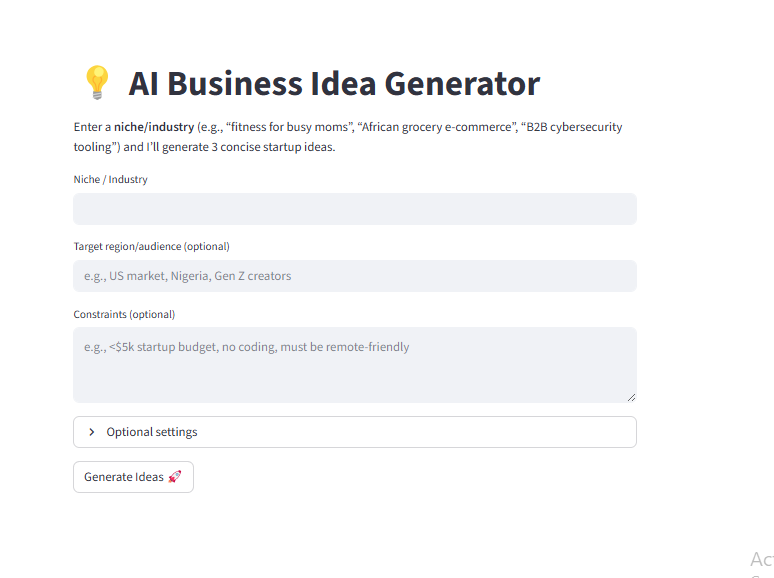 💡 AI Business Idea Generator
Enter a niche/industry (e.g., “fitness for busy moms”, “African grocery e-commerce”, “B2B cybersecurity
tooling”) and I’ll generate 3 concise startup ideas.
Niche / Industry
Target region/audience (optional)
e.g., US market, Nigeria, Gen Z creators
Constraints (optional)
e.g., <$5k startup budget, no coding, must be remote-friendly
Optional settings
Generate Ideas 🚀